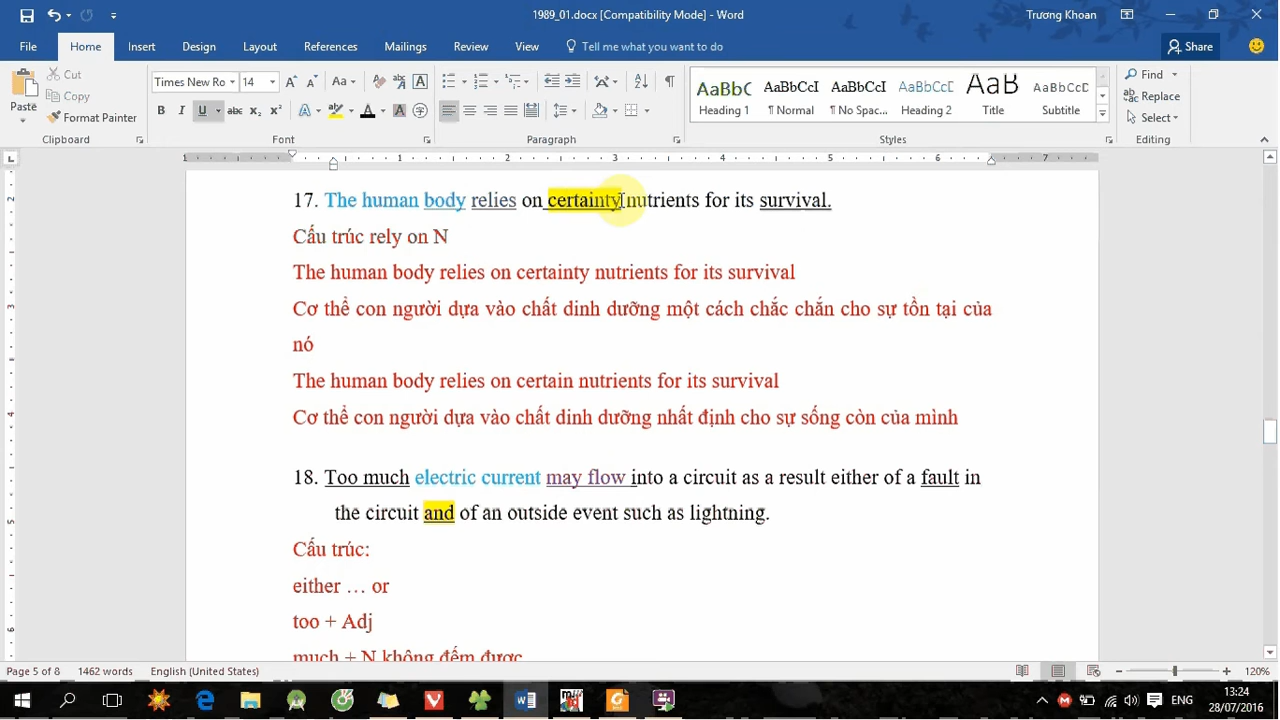 1989_01.docx [Compatibility Mode] - Word
Trương Khoan
File Home Insert Design Layout References Mailings Review View Tell me what you want to do Share
Paste
Cut
Copy
Format Painter
Clipboard
Times New Ro 14
Font
Paragraph
AaBbC Heading 1
AaBbCcI ¶ Normal
AaBbCcI ¶ No Spac...
AaBbCcI Heading 2
AaB Title
AaBbCcD Subtitle
Styles
Find
Replace
Select
Editing
1 1 2 3 4 5 6 7
17. The human body relies on certainty nutrients for its survival.
Cấu trúc rely on N
The human body relies on certainty nutrients for its survival
Cơ thể con người dựa vào chất dinh dưỡng một cách chắc chắn cho sự tồn tại của
nó
The human body relies on certain nutrients for its survival
Cơ thể con người dựa vào chất dinh dưỡng nhất định cho sự sống còn của mình
18. Too much electric current may flow into a circuit as a result either of a fault in
the circuit and of an outside event such as lightning.
Cấu trúc:
either … or
too + Adj
much + N không đếm được
Page 5 of 8 1462 words English (United States) 120%
ENG 13:24
28/07/2016